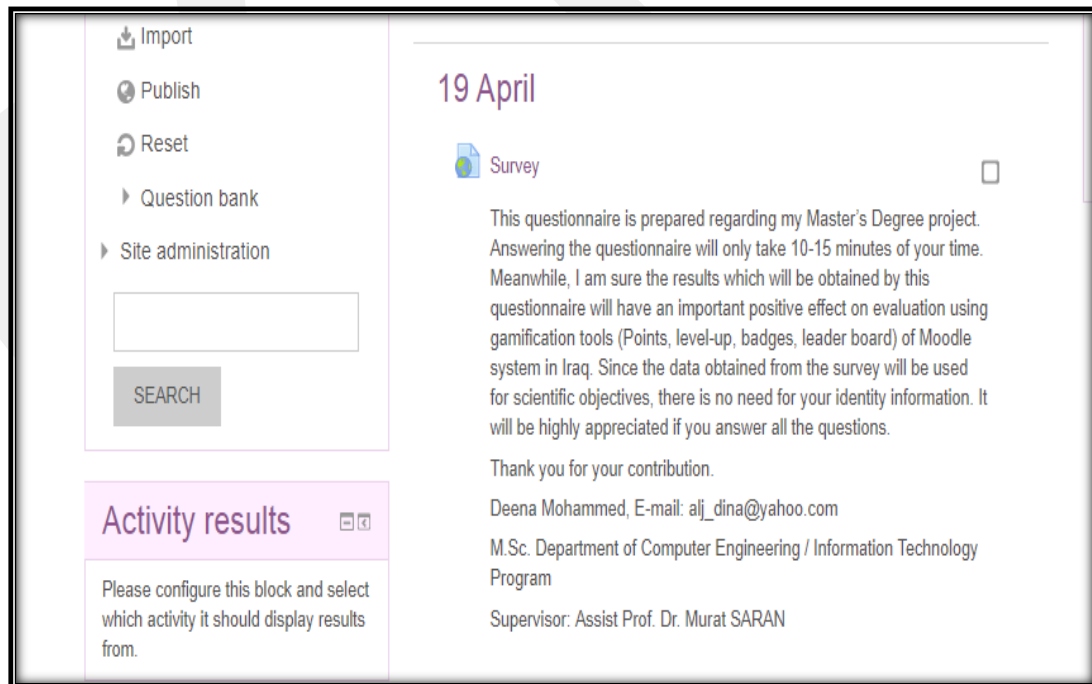 Import
Publish
Reset
Question bank
Site administration
SEARCH
Activity results
Please configure this block and select
which activity it should display results
from.
19 April
Survey
This questionnaire is prepared regarding my Master's Degree project.
Answering the questionnaire will only take 10-15 minutes of your time.
Meanwhile, I am sure the results which will be obtained by this
questionnaire will have an important positive effect on evaluation using
gamification tools (Points, level-up, badges, leader board) of Moodle
system in Iraq. Since the data obtained from the survey will be used
for scientific objectives, there is no need for your identity information. It
will be highly appreciated if you answer all the questions.
Thank you for your contribution.
Deena Mohammed, E-mail: alj_dina@yahoo.com
M.Sc. Department of Computer Engineering / Information Technology
Program
Supervisor: Assist Prof. Dr. Murat SARAN